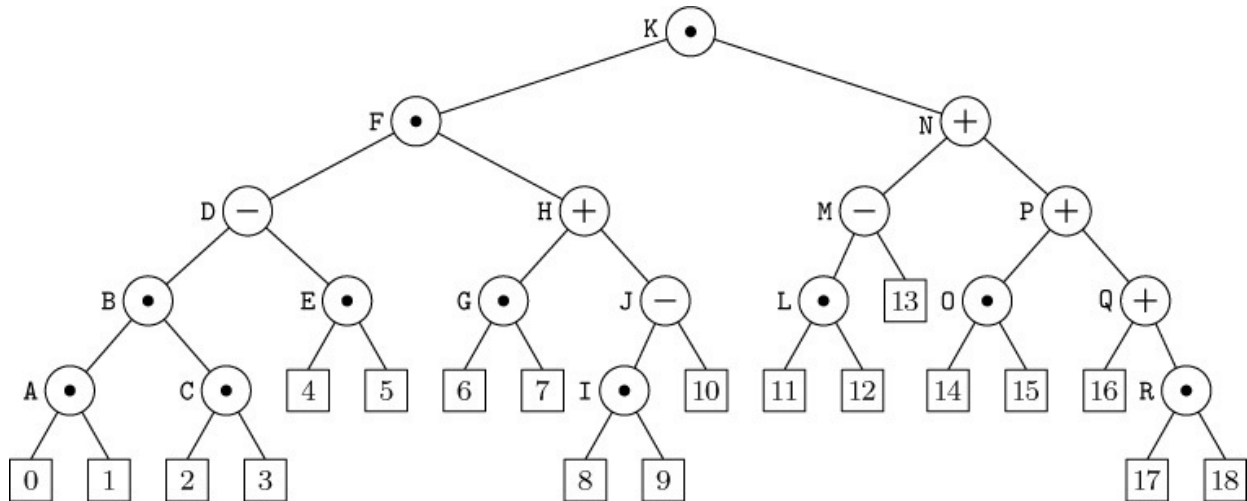 K •
F • N +
D − H + M − P +
B • E • G • J − L • 13 O • Q +
A • C • 4 5 6 7 I • 10 11 12 14 15 16 R •
0 1 2 3 8 9 17 18